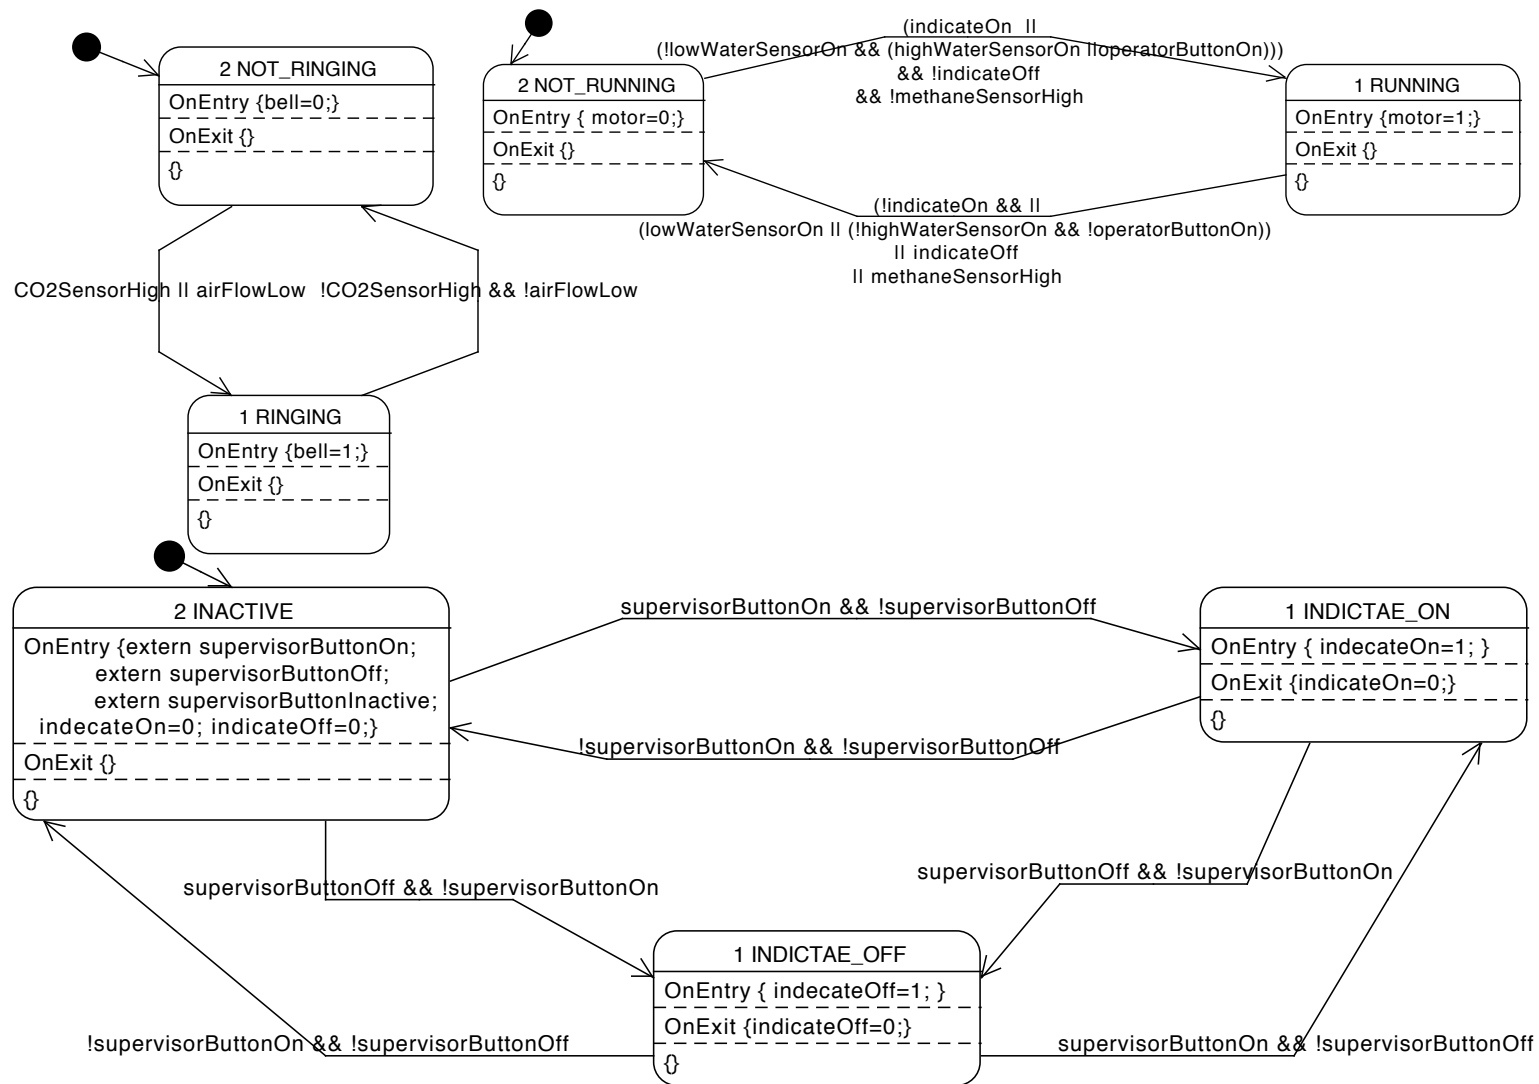 2 NOT_RINGING
OnEntry {bell=0;}
OnExit {}
{}
CO2SensorHigh || airFlowLow
!CO2SensorHigh && !airFlowLow
1 RINGING
OnEntry {bell=1;}
OnExit {}
{}
2 NOT_RUNNING
OnEntry { motor=0;}
OnExit {}
{}
(indicateOn ||
(!lowWaterSensorOn && (highWaterSensorOn ||operatorButtonOn)))
&& !indicateOff
&& !methaneSensorHigh
1 RUNNING
OnEntry {motor=1;}
OnExit {}
{}
(!indicateOn && ||
(lowWaterSensorOn || (!highWaterSensorOn && !operatorButtonOn))
|| indicateOff
|| methaneSensorHigh
2 INACTIVE
OnEntry {extern supervisorButtonOn;
extern supervisorButtonOff;
extern supervisorButtonInactive;
indecateOn=0; indicateOff=0;}
OnExit {}
{}
supervisorButtonOn && !supervisorButtonOff
!supervisorButtonOn && !supervisorButtonOff
1 INDICTAE_ON
OnEntry { indecateOn=1; }
OnExit {indicateOn=0;}
{}
supervisorButtonOff && !supervisorButtonOn
supervisorButtonOff && !supervisorButtonOn
1 INDICTAE_OFF
OnEntry { indecateOff=1; }
OnExit {indicateOff=0;}
{}
!supervisorButtonOn && !supervisorButtonOff
supervisorButtonOn && !supervisorButtonOff